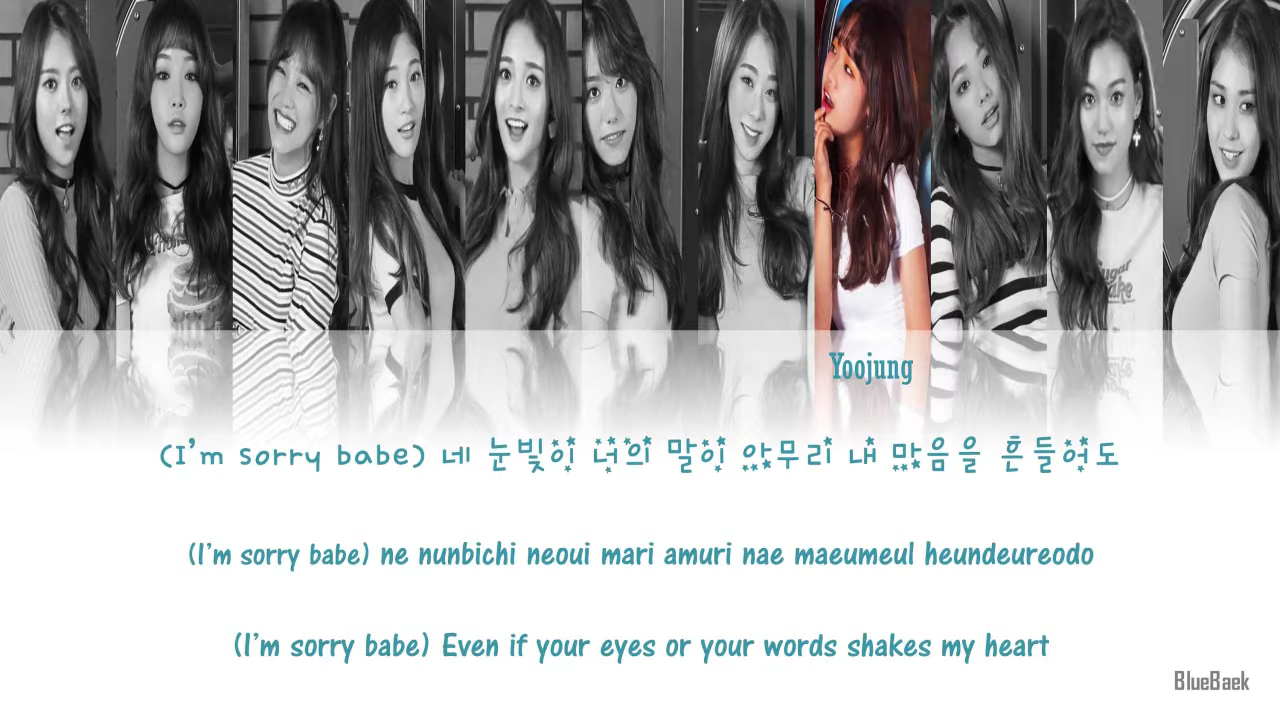 Yoojung
(I'm sorry babe) 네 눈빛이 너의 말이 아무리 내 마음을 흔들어도
(I'm sorry babe) ne nunbichi neoui mari amuri nae maeumeul heundeureodo
(I'm sorry babe) Even if your eyes or your words shakes my heart
BlueBaek